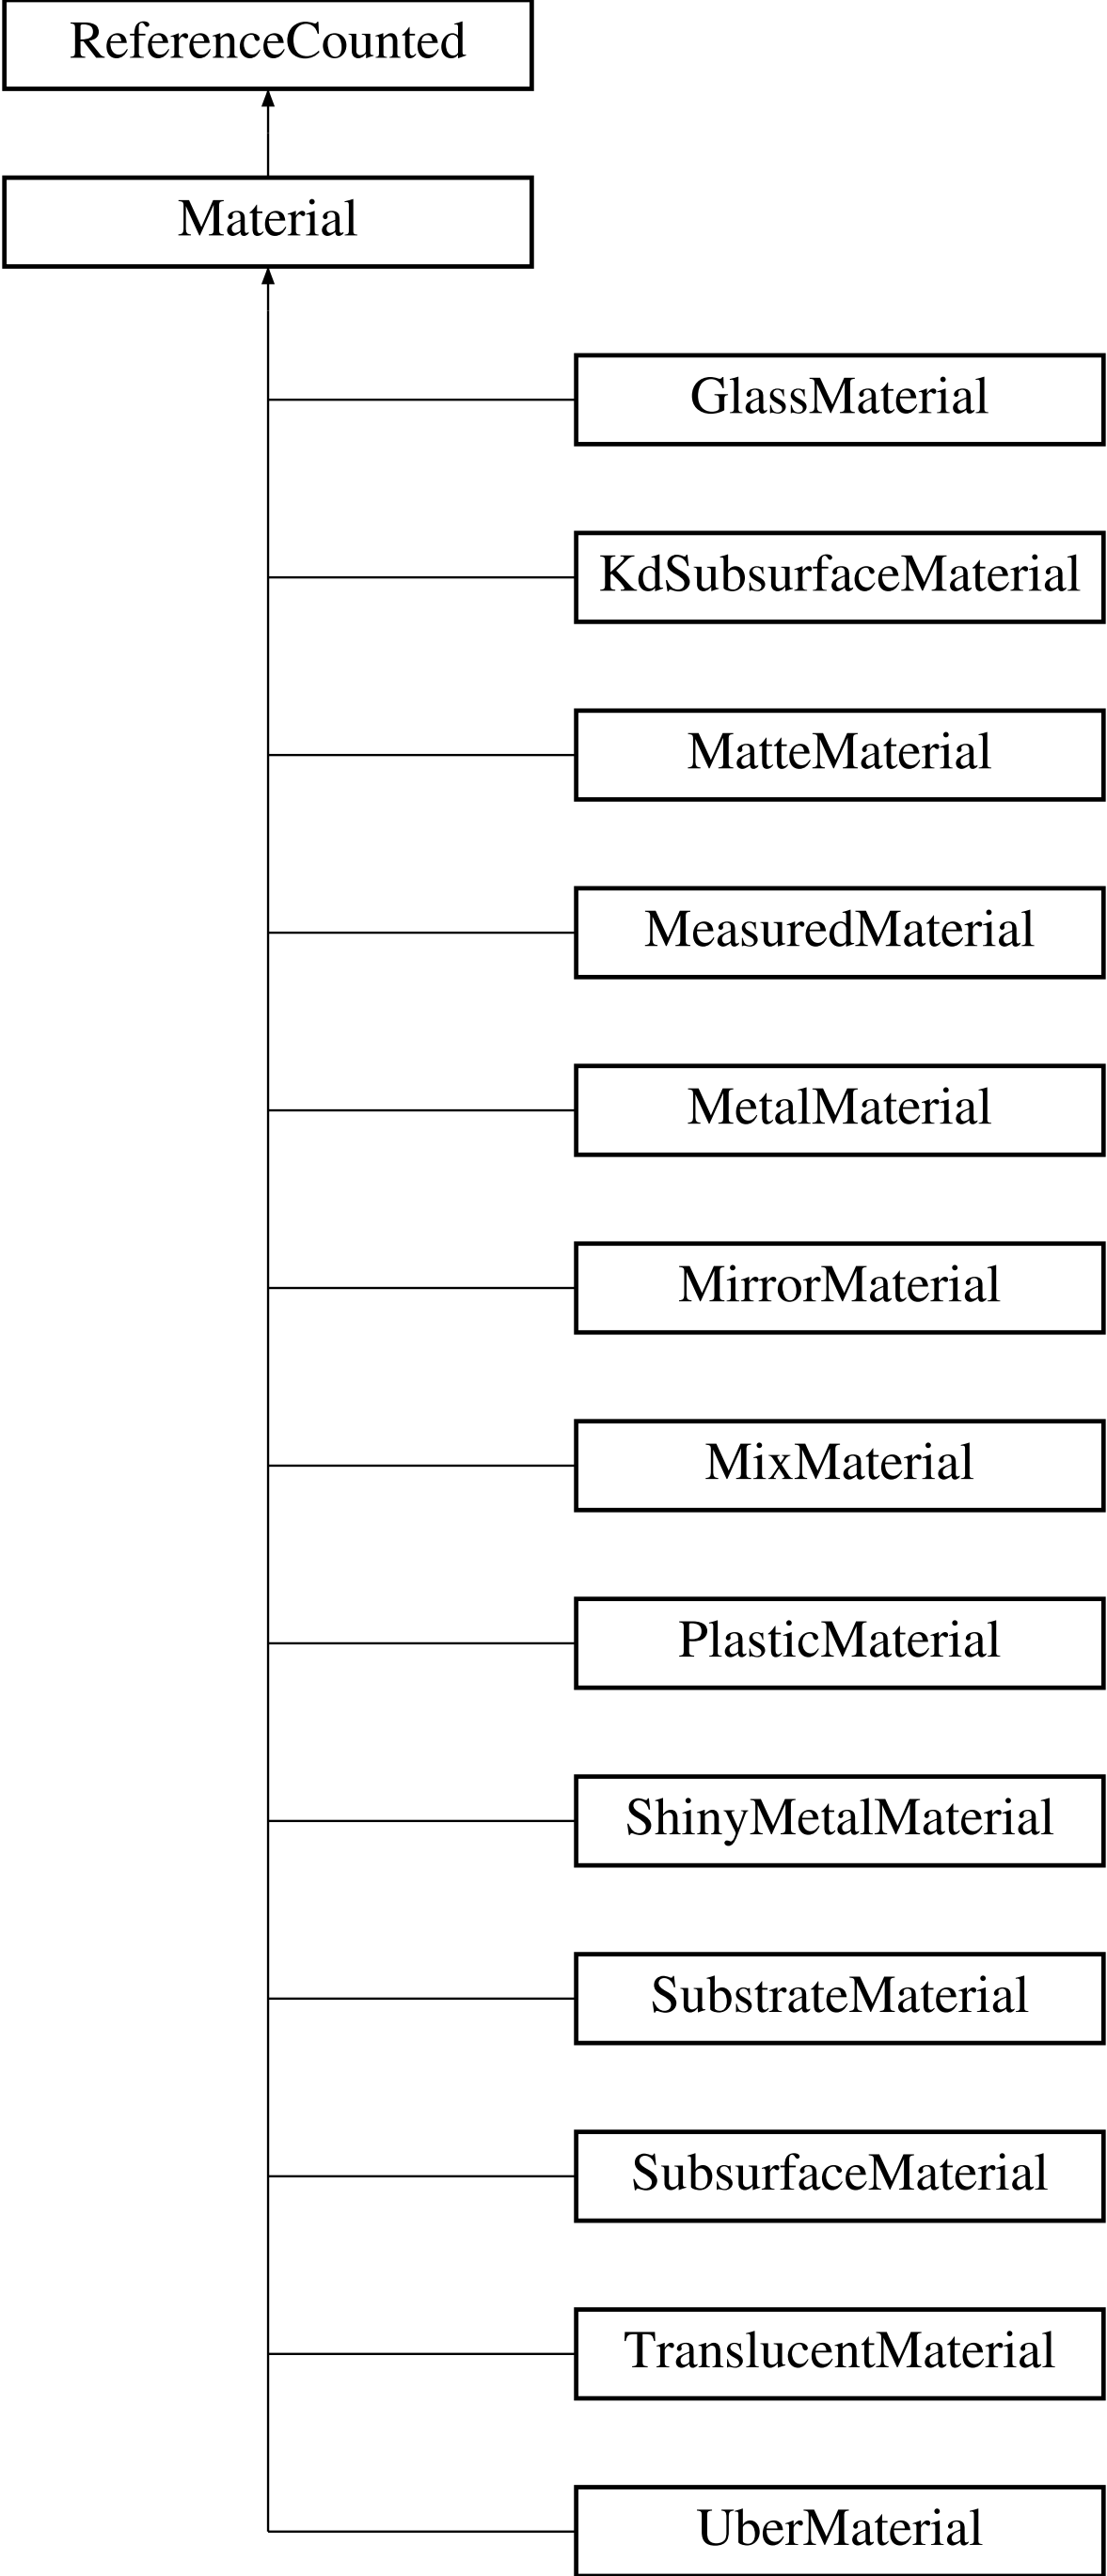 ReferenceCounted
Material
GlassMaterial
KdSubsurfaceMaterial
MatteMaterial
MeasuredMaterial
MetalMaterial
MirrorMaterial
MixMaterial
PlasticMaterial
ShinyMetalMaterial
SubstrateMaterial
SubsurfaceMaterial
TranslucentMaterial
UberMaterial